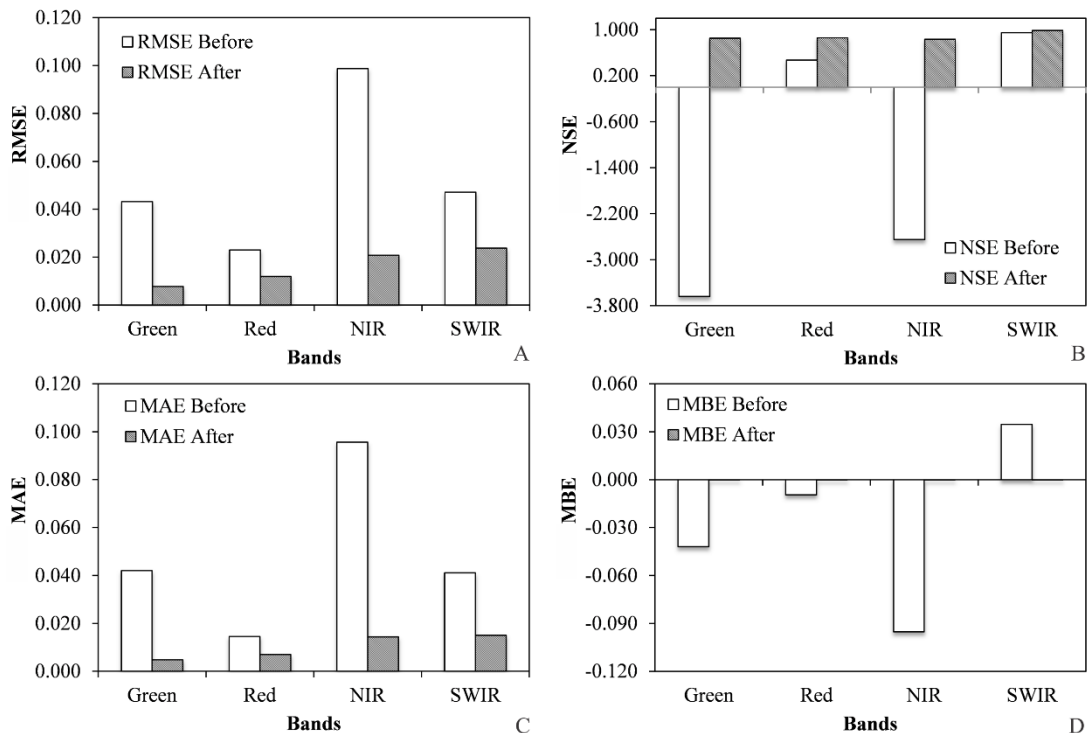 0.120
0.100
0.080
0.060
0.040
0.020
0.000
RMSE
RMSE Before
RMSE After
Green Red NIR SWIR
Bands
A
1.000
0.200
-0.600
-1.400
-2.200
-3.000
-3.800
NSE
NSE Before
NSE After
Green Red NIR SWIR
Bands
B
0.120
0.100
0.080
0.060
0.040
0.020
0.000
MAE
MAE Before
MAE After
Green Red NIR SWIR
Bands
C
0.060
0.030
0.000
-0.030
-0.060
-0.090
-0.120
MBE
MBE Before
MBE After
Green Red NIR SWIR
Bands
D